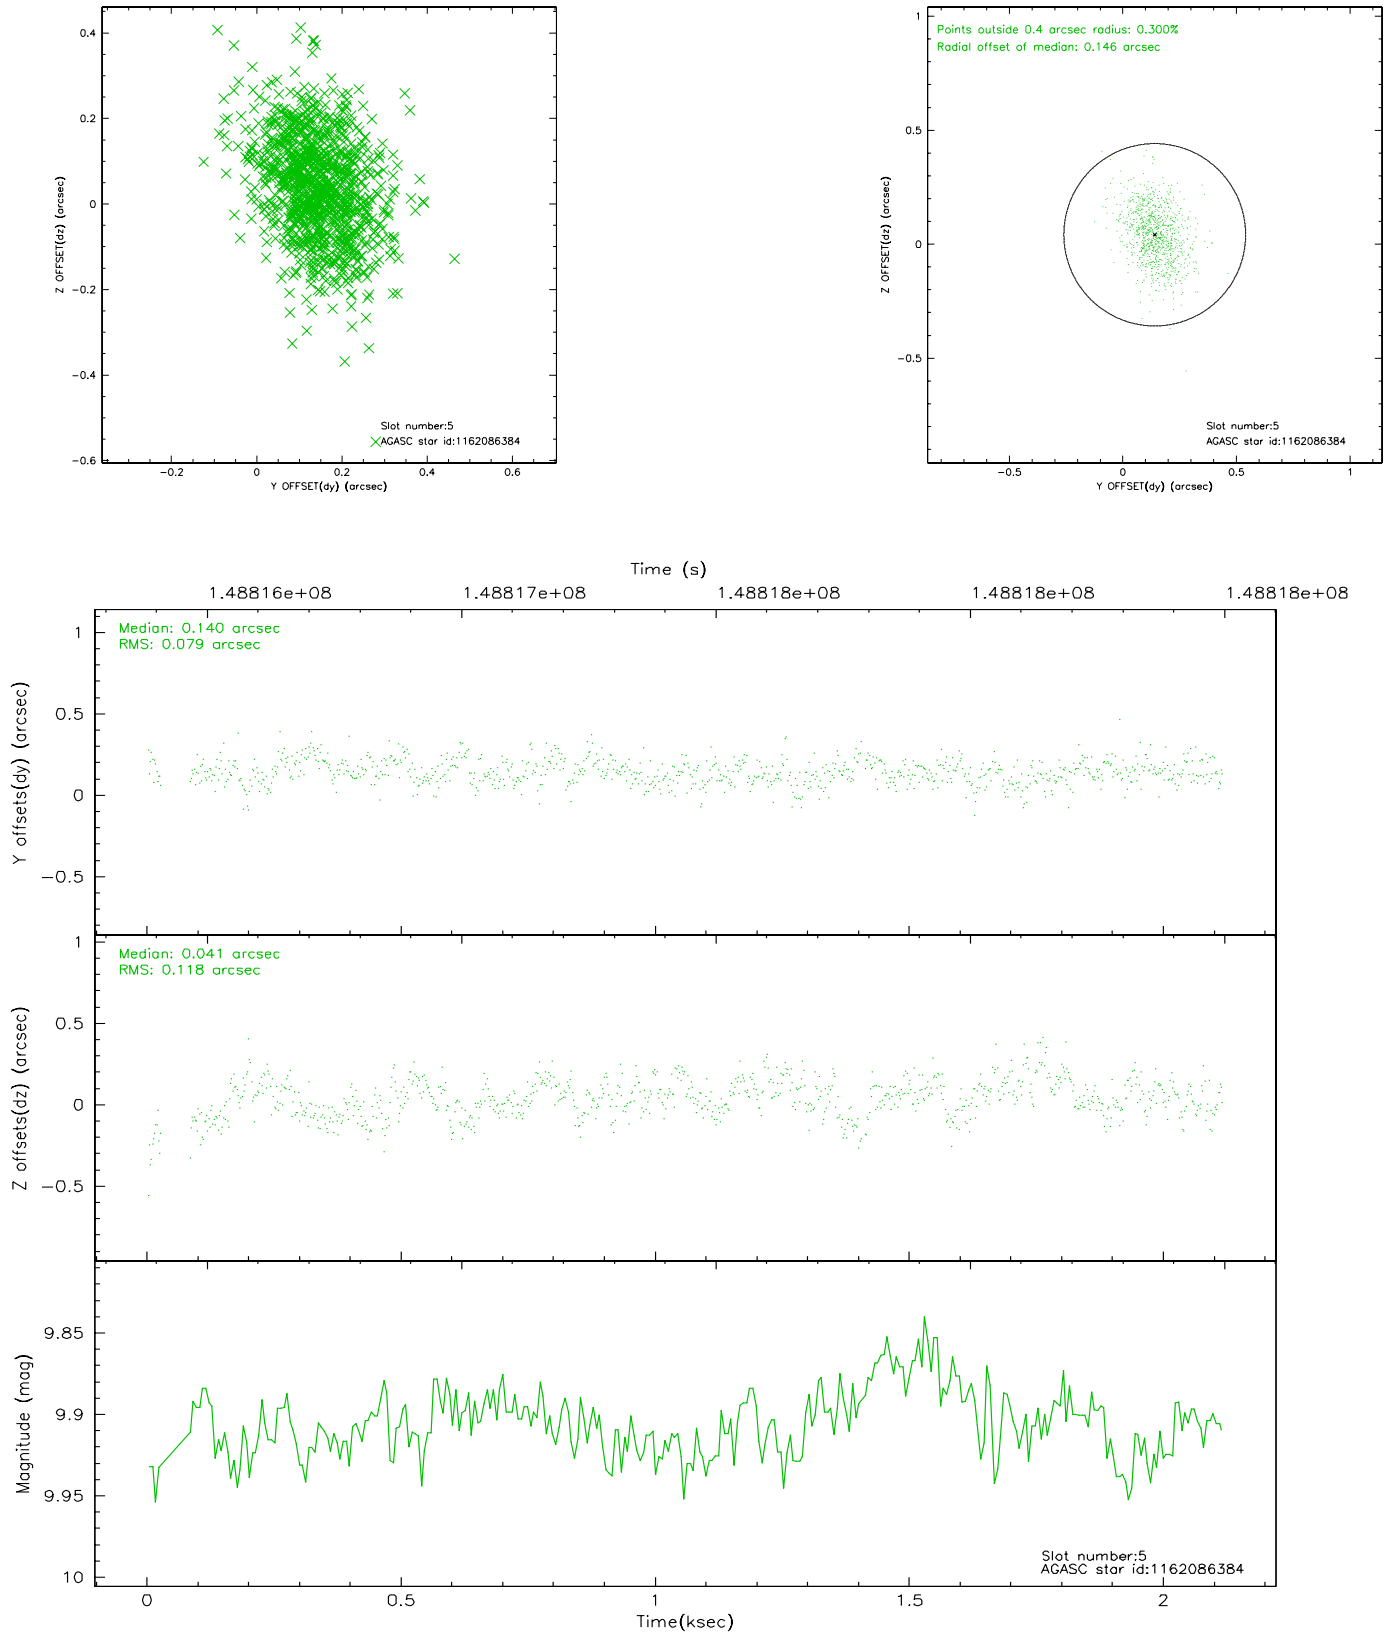 0.4
0.2
0
−0.2
−0.4
−0.6
Z OFFSET(dz) (arcsec)
Slot number:5
AGASC star id:1162086384
−0.2 0 0.2 0.4 0.6
Y OFFSET(dy) (arcsec)
Points outside 0.4 arcsec radius: 0.300%
Radial offset of median: 0.146 arcsec
1
0.5
0
−0.5
Z OFFSET(dz) (arcsec)
Slot number:5
AGASC star id:1162086384
−0.5 0 0.5 1
Y OFFSET(dy) (arcsec)
Time (s)
1.48816e+08 1.48817e+08 1.48818e+08 1.48818e+08 1.48818e+08
Median: 0.140 arcsec
RMS: 0.079 arcsec
1
0.5
0
−0.5
Y offsets(dy) (arcsec)
Median: 0.041 arcsec
RMS: 0.118 arcsec
1
0.5
0
−0.5
Z offsets(dz) (arcsec)
9.85
9.9
9.95
10
Magnitude (mag)
Slot number:5
AGASC star id:1162086384
0 0.5 1 1.5 2
Time(ksec)